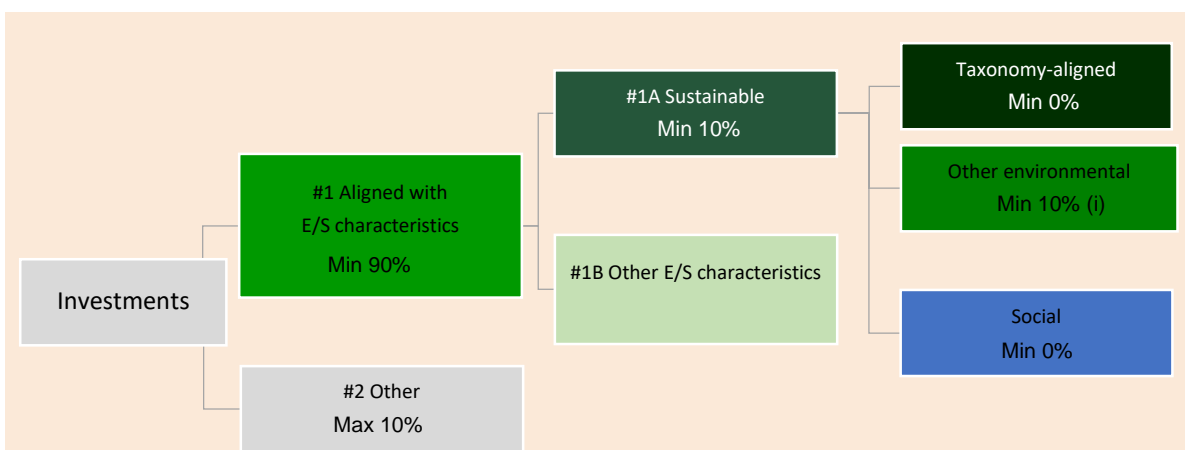 Investments
#1 Aligned with
E/S characteristics
Min 90%
#2 Other
Max 10%
#1A Sustainable
Min 10%
#1B Other E/S characteristics
Taxonomy-aligned
Min 0%
Other environmental
Min 10% (i)
Social
Min 0%